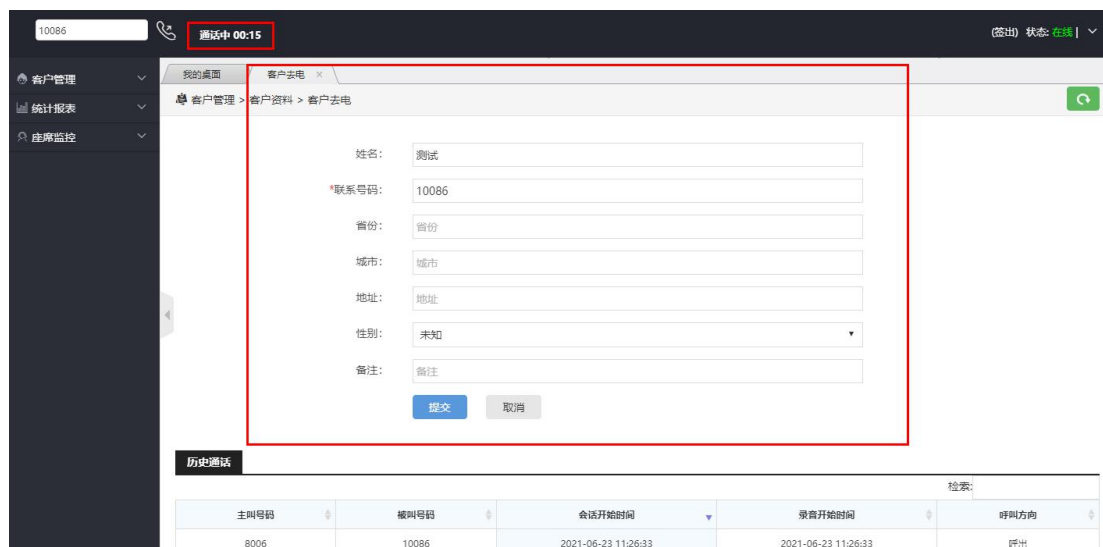 10086 通话中 00:15 (签出) 状态: 在线 |
客户管理
统计报表
座席监控
我的桌面 客户去电 ×
客户管理 > 客户资料 > 客户去电
姓名: 测试
*联系号码: 10086
省份: 省份
城市: 城市
地址: 地址
性别: 未知
备注: 备注
提交 取消
历史通话
检索:
主叫号码 被叫号码 会话开始时间 录音开始时间 呼叫方向
8006 10086 2021-06-23 11:26:33 2021-06-23 11:26:33 呼出